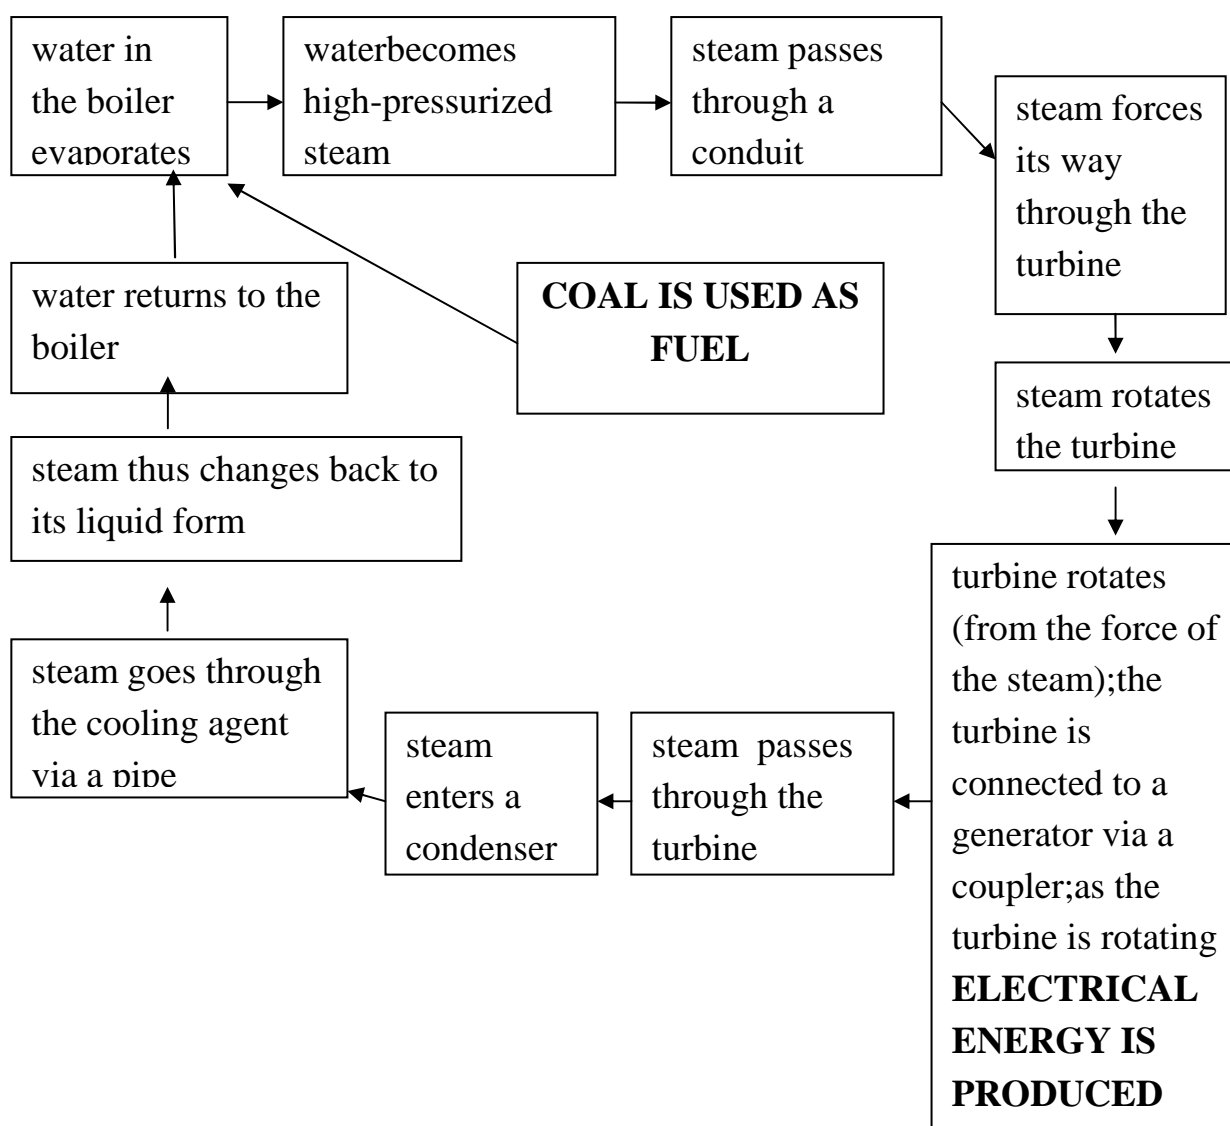 water in
the boiler
evaporates
waterbecomes
high-pressurized
steam
steam passes
through a
conduit
steam forces
its way
through the
turbine
water returns to the
boiler
COAL IS USED AS
FUEL
steam rotates
the turbine
steam thus changes back to
its liquid form
turbine rotates
(from the force of
the steam);the
turbine is
connected to a
generator via a
coupler;as the
turbine is rotating
ELECTRICAL
ENERGY IS
PRODUCED
steam passes
through the
turbine
steam
enters a
condenser
steam goes through
the cooling agent
via a pipe